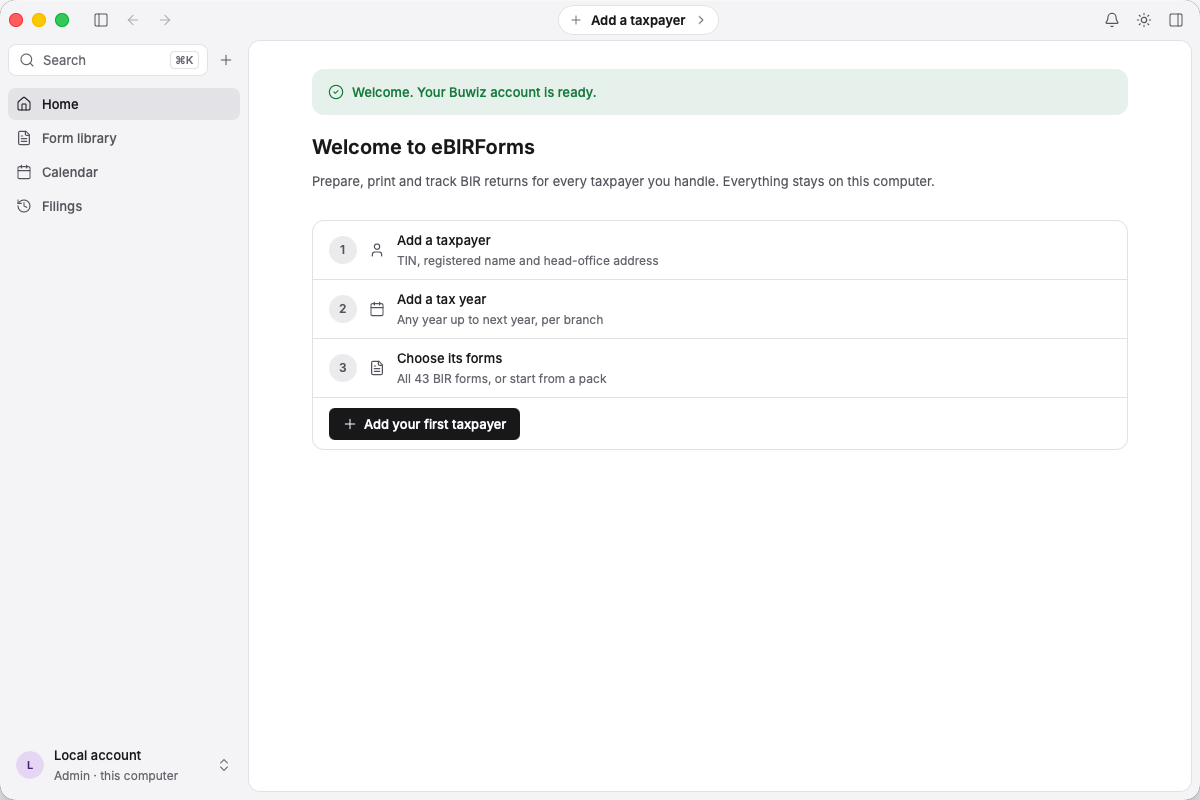 Add a taxpayer
Search
⌘K
Home
Form library
Calendar
Filings
Welcome. Your Buwiz account is ready.
Welcome to eBIRForms
Prepare, print and track BIR returns for every taxpayer you handle. Everything stays on this computer.
1
Add a taxpayer
TIN, registered name and head-office address
2
Add a tax year
Any year up to next year, per branch
3
Choose its forms
All 43 BIR forms, or start from a pack
Add your first taxpayer
L
Local account
Admin · this computer